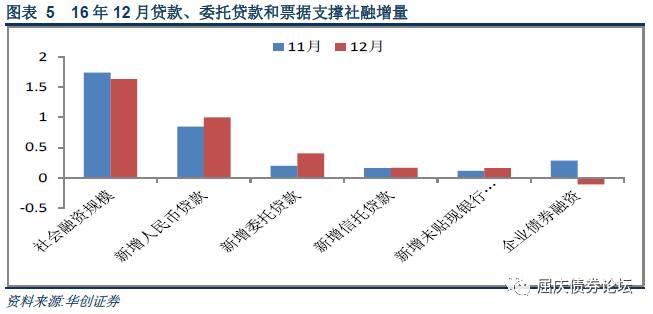 图表 5 16 年 12 月贷款、委托贷款和票据支撑社融增量
11月 12月
2
1.5
1
0.5
0
-0.5
社会融资规模
新增人民币贷款
新增委托贷款
新增信托贷款
新增未贴现银行…
企业债券融资
屈庆债券论坛
资料来源:华创证券